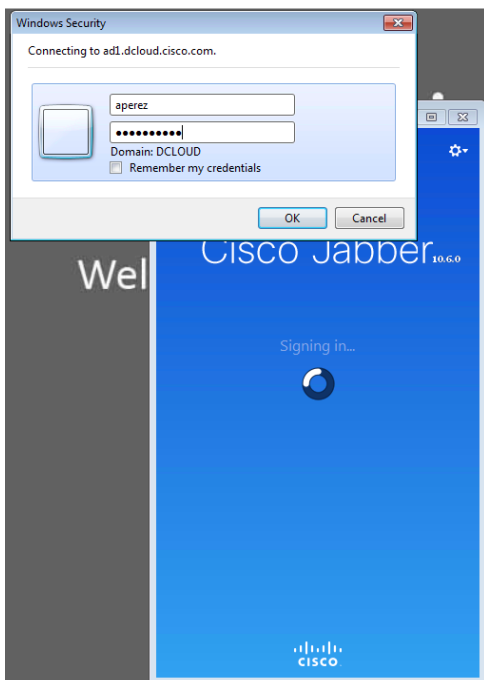 Windows Security
Connecting to ad1.dcloud.cisco.com.
aperez
••••••••••
Domain: DCLOUD
Remember my credentials
OK
Cancel
Wel
Cisco Jabber 10.6.0
Signing in...
CISCO